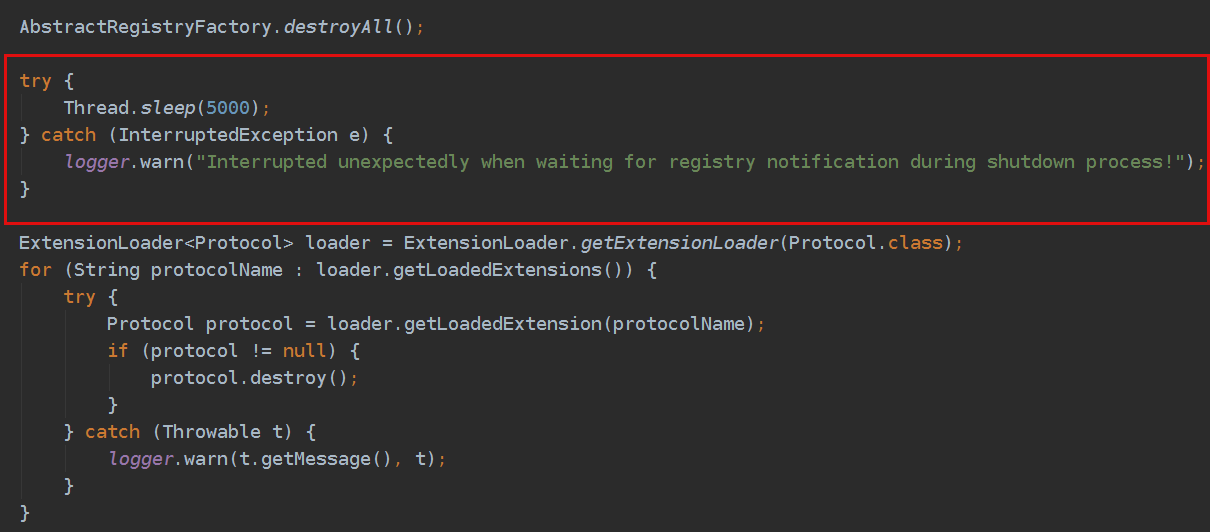 AbstractRegistryFactory.destroyAll();
try {
Thread.sleep(5000);
} catch (InterruptedException e) {
logger.warn("Interrupted unexpectedly when waiting for registry notification during shutdown process!");
}
ExtensionLoader<Protocol> loader = ExtensionLoader.getExtensionLoader(Protocol.class);
for (String protocolName : loader.getLoadedExtensions()) {
try {
Protocol protocol = loader.getLoadedExtension(protocolName);
if (protocol != null) {
protocol.destroy();
}
} catch (Throwable t) {
logger.warn(t.getMessage(), t);
}
}